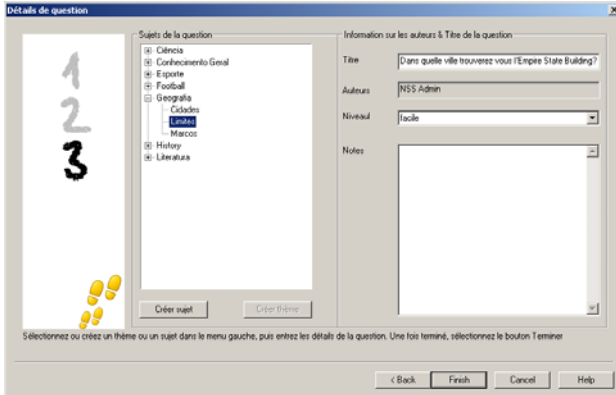 Détails de question
1
2
3
Sujets de la question
Ciência
Conhecimento Geral
Esporte
Football
Geografia
Cidades
Limites
Marcos
History
Literatura
Créer sujet
Créer thème
Information sur les auteurs & Titre de la question
Titre
Dans quelle ville trouverez vous l'Empire State Building?
Auteurs
NSS Admin
Niveaul
facile
Notes
Sélectionnez ou créez un thème ou un sujet dans le menu gauche, puis entrez les détails de la question. Une fois terminé, sélectionnez le bouton Terminer
< Back
Finish
Cancel
Help